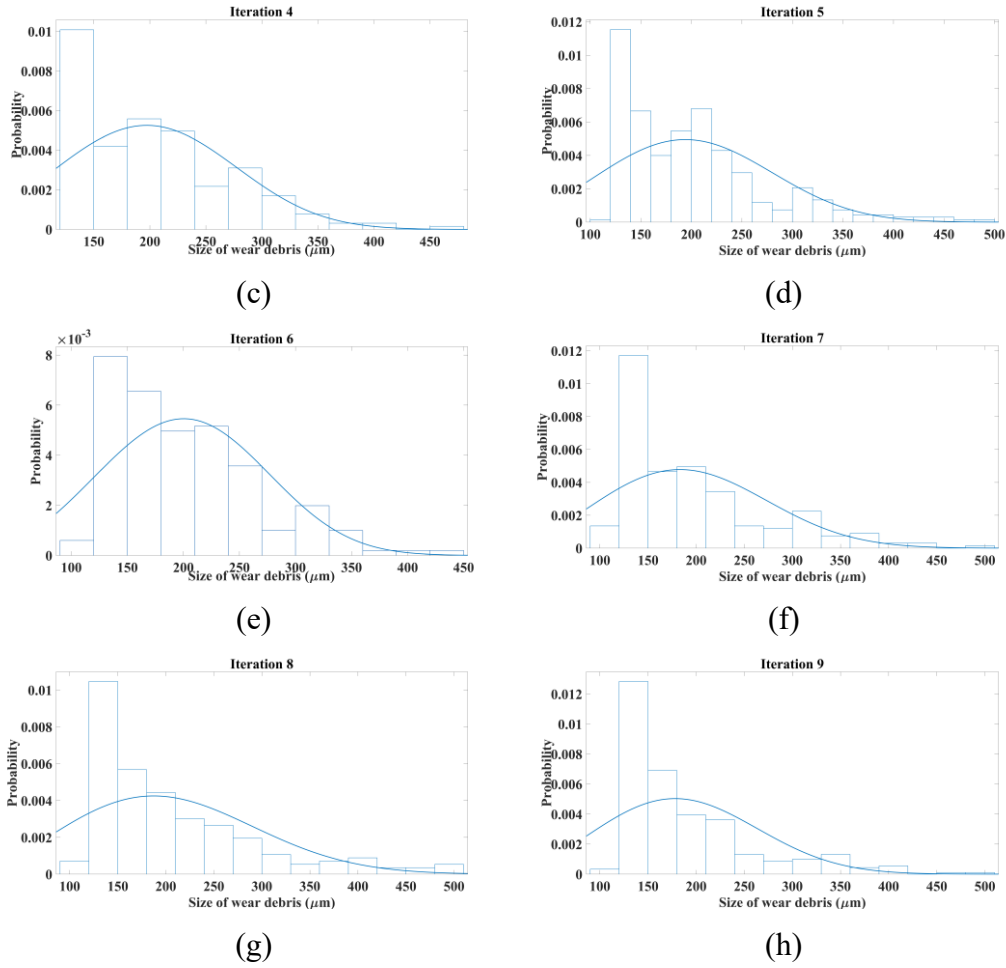 Iteration 4
0.01
0.008
0.006
0.004
0.002
0
Probability
150 200 250 300 350 400 450
Size of wear debris (μm)
(c)
Iteration 5
0.012
0.01
0.008
0.006
0.004
0.002
0
Probability
100 150 200 250 300 350 400 450 500
Size of wear debris (μm)
(d)
×10-3
Iteration 6
8
6
4
2
0
Probability
100 150 200 250 300 350 400 450
Size of wear debris (μm)
(e)
Iteration 7
0.012
0.01
0.008
0.006
0.004
0.002
0
Probability
100 150 200 250 300 350 400 450 500
Size of wear debris (μm)
(f)
Iteration 8
0.01
0.008
0.006
0.004
0.002
0
Probability
100 150 200 250 300 350 400 450 500
Size of wear debris (μm)
(g)
Iteration 9
0.012
0.01
0.008
0.006
0.004
0.002
0
Probability
100 150 200 250 300 350 400 450 500
Size of wear debris (μm)
(h)